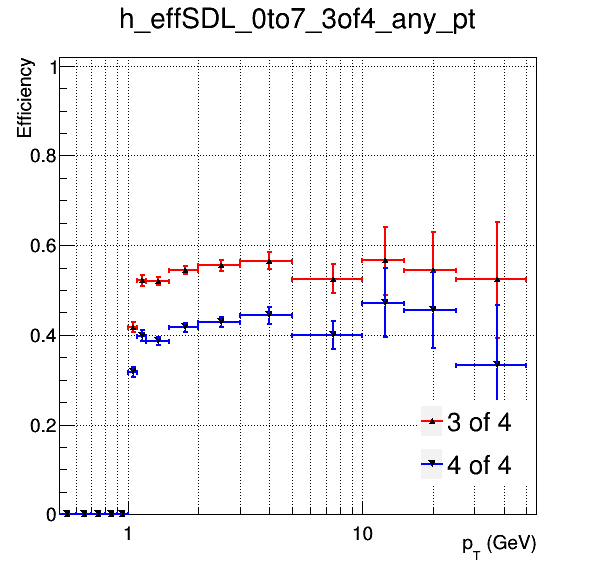 h_effSDL_0to7_3of4_any_pt
Efficiency
1
0.8
0.6
0.4
0.2
0
3 of 4
4 of 4
1
10
pT (GeV)